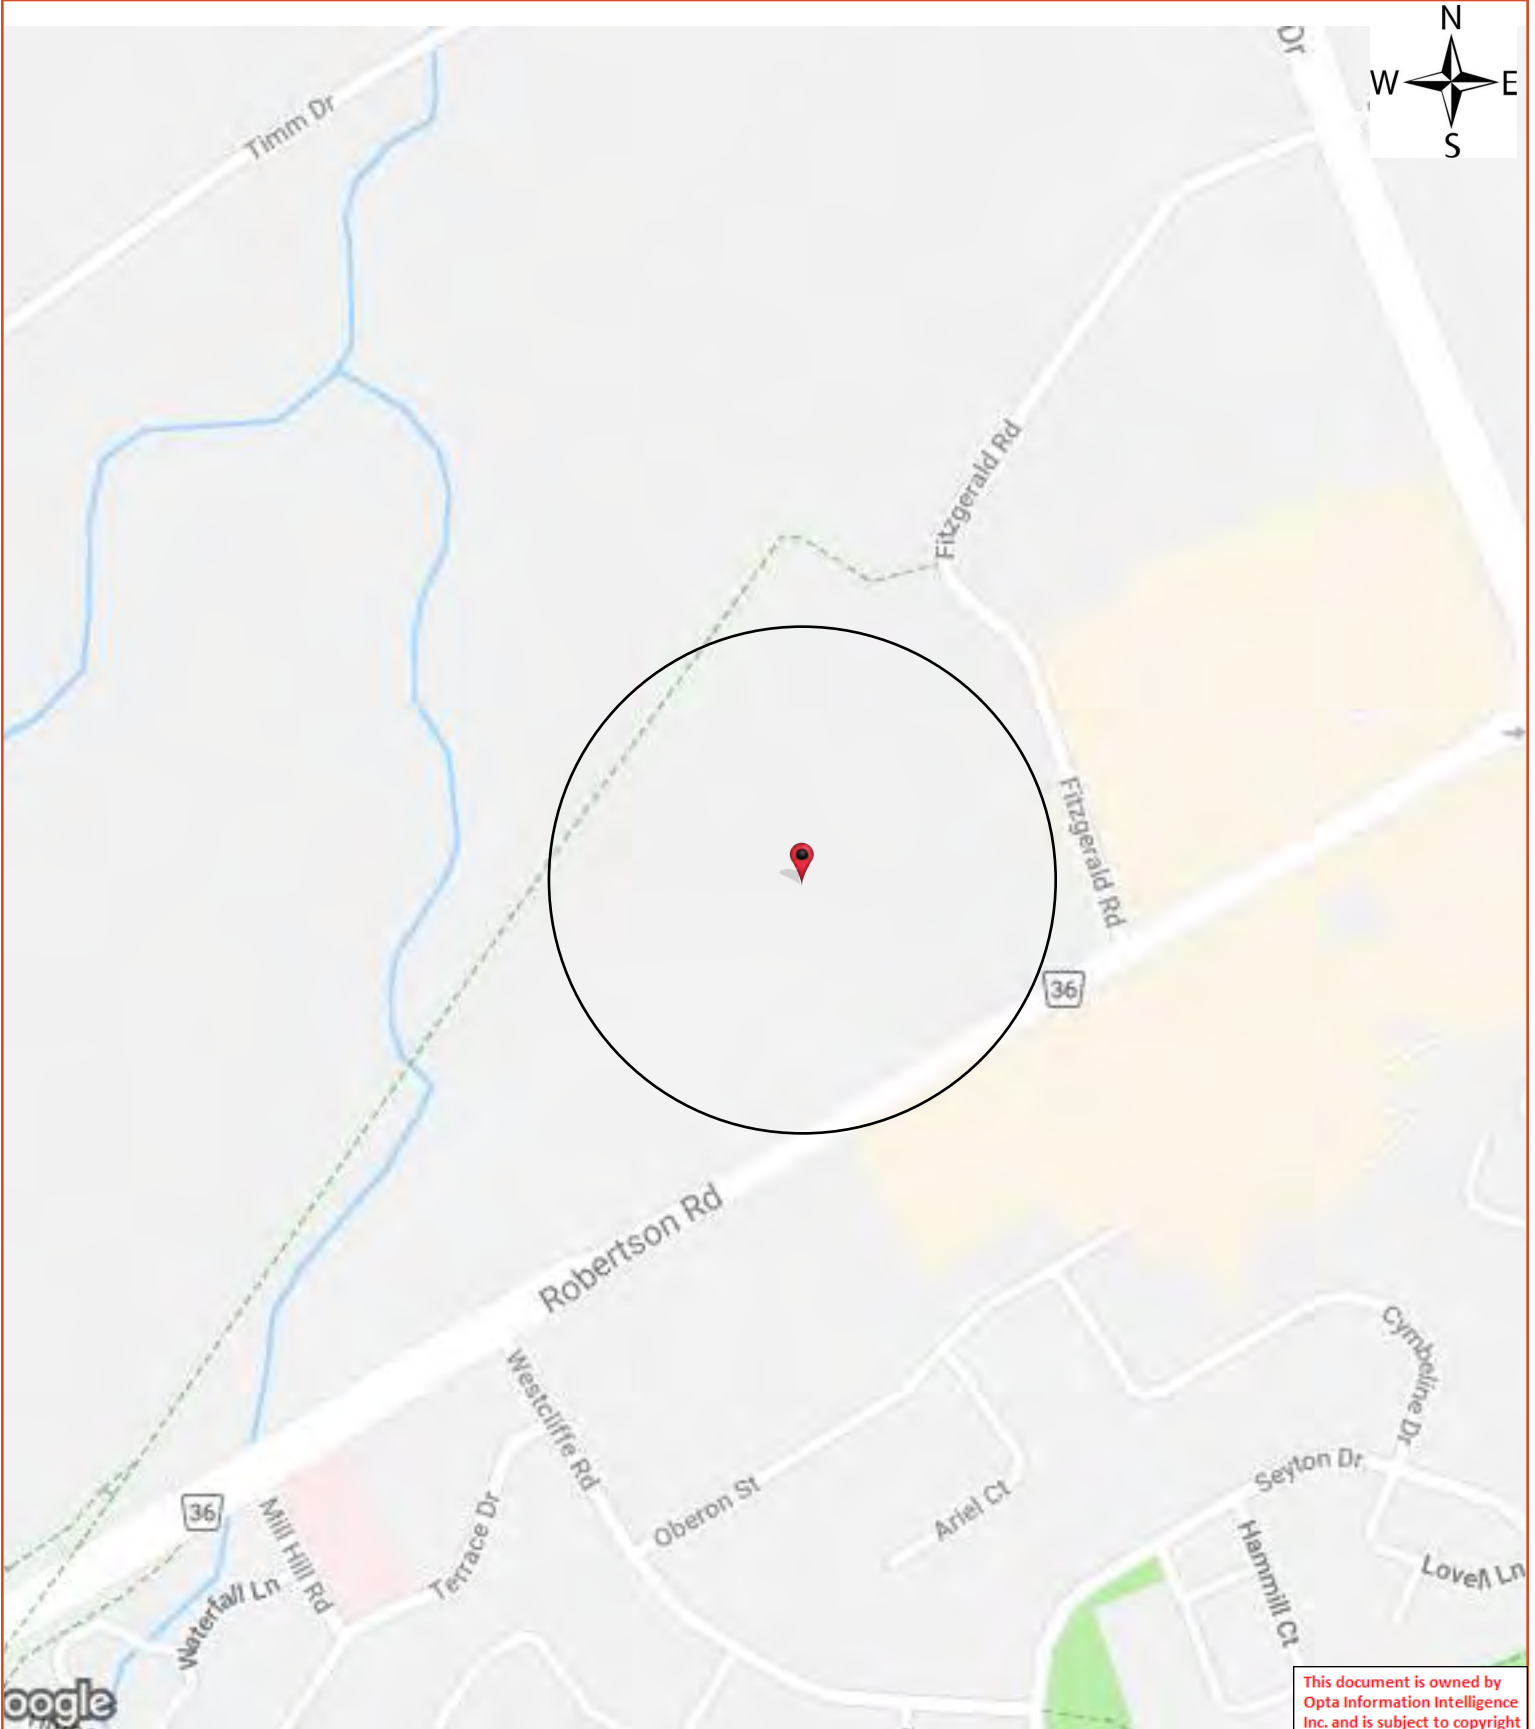 N
Dr
W E
S
Timm Dr
Fitzgerald Rd
Fitzgerald Rd
36
Robertson Rd
Westcliffe Rd
Cymbeline Dr
Seyton Dr
Oberon St
Ariel Ct
36
Mill Hill Rd
Terrace Dr
Hammill Ct
Lovell Ln
Waterfall Ln
oogle
This document is owned by
Opta Information Intelligence
Inc. and is subject to copyright